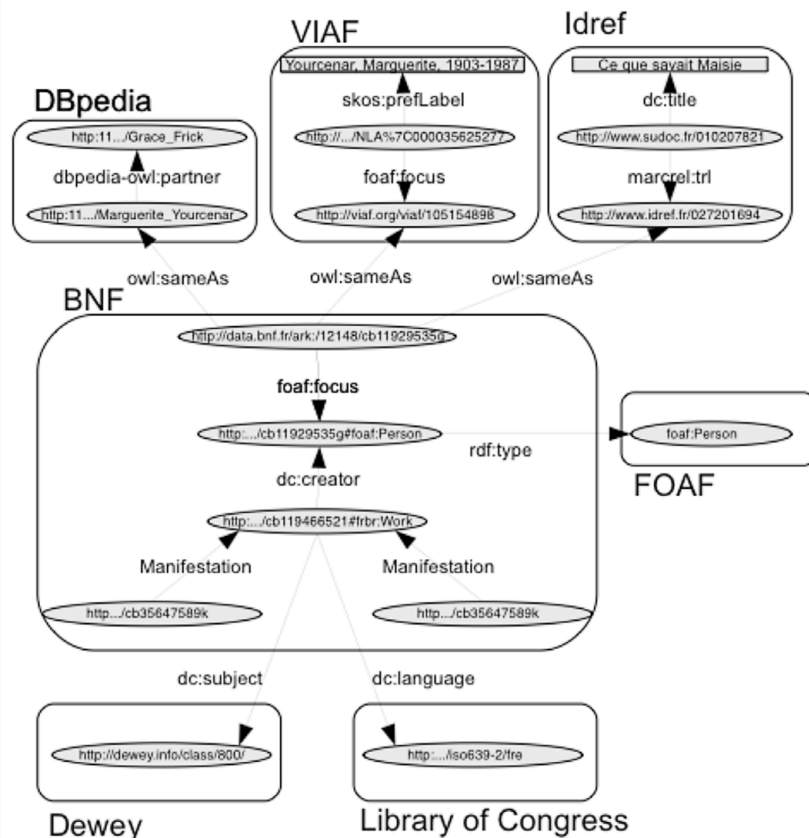 VIAF
Idref
Yourcenar, Marguerite, 1903-1987
Ce que savait Maisie
skos:prefLabel
dc:title
DBpedia
http:11.../Grace_Frick
http://.../NLA%7C000035625277
http://www.sudoc.fr/010207821
dbpedia-owl:partner
foaf:focus
marcrel:trl
http:11.../Marguerite_Yourcenar
http://viaf.org/viaf/105154898
http://www.idref.fr/027201694
owl:sameAs
owl:sameAs
owl:sameAs
BNF
http://data.bnf.fr/ark:/12148/cb11929535g
foaf:focus
http:.../cb11929535g#foaf:Person
foaf:Person
rdf:type
FOAF
dc:creator
http:.../cb119466521#frbr:Work
Manifestation
Manifestation
http.../cb35647589k
http.../cb35647589k
dc:subject
dc:language
http://dewey.info/class/800/
http:.../iso639-2/fre
Dewey
Library of Congress